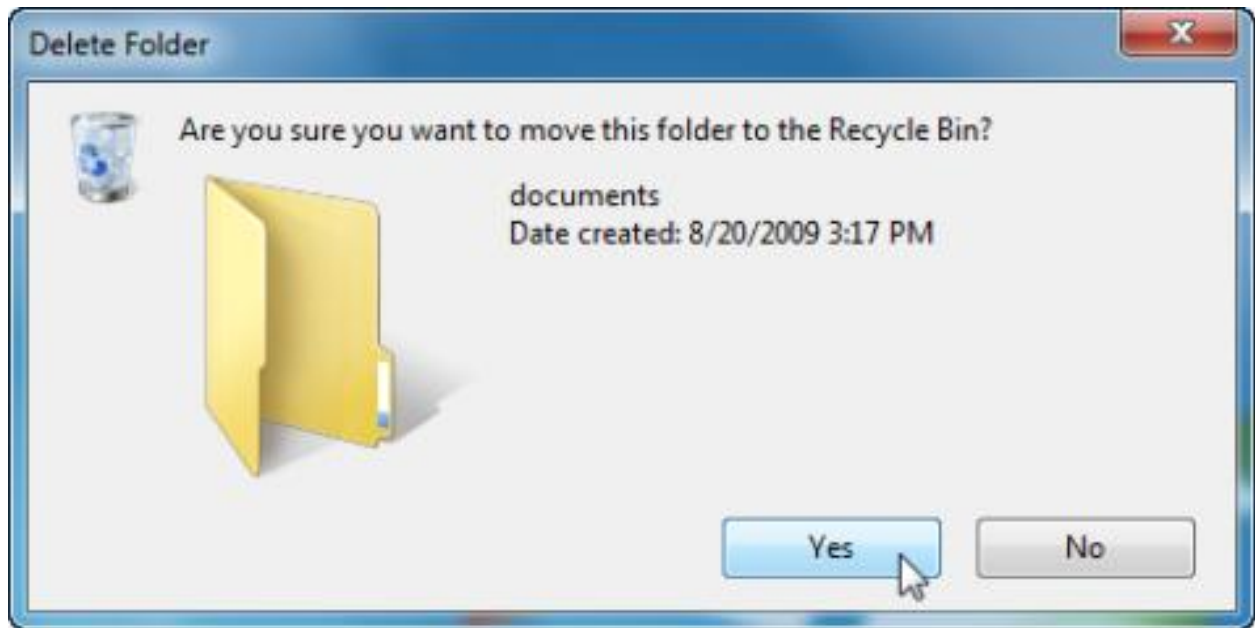 Delete Folder
Are you sure you want to move this folder to the Recycle Bin?
documents
Date created: 8/20/2009 3:17 PM
Yes
No